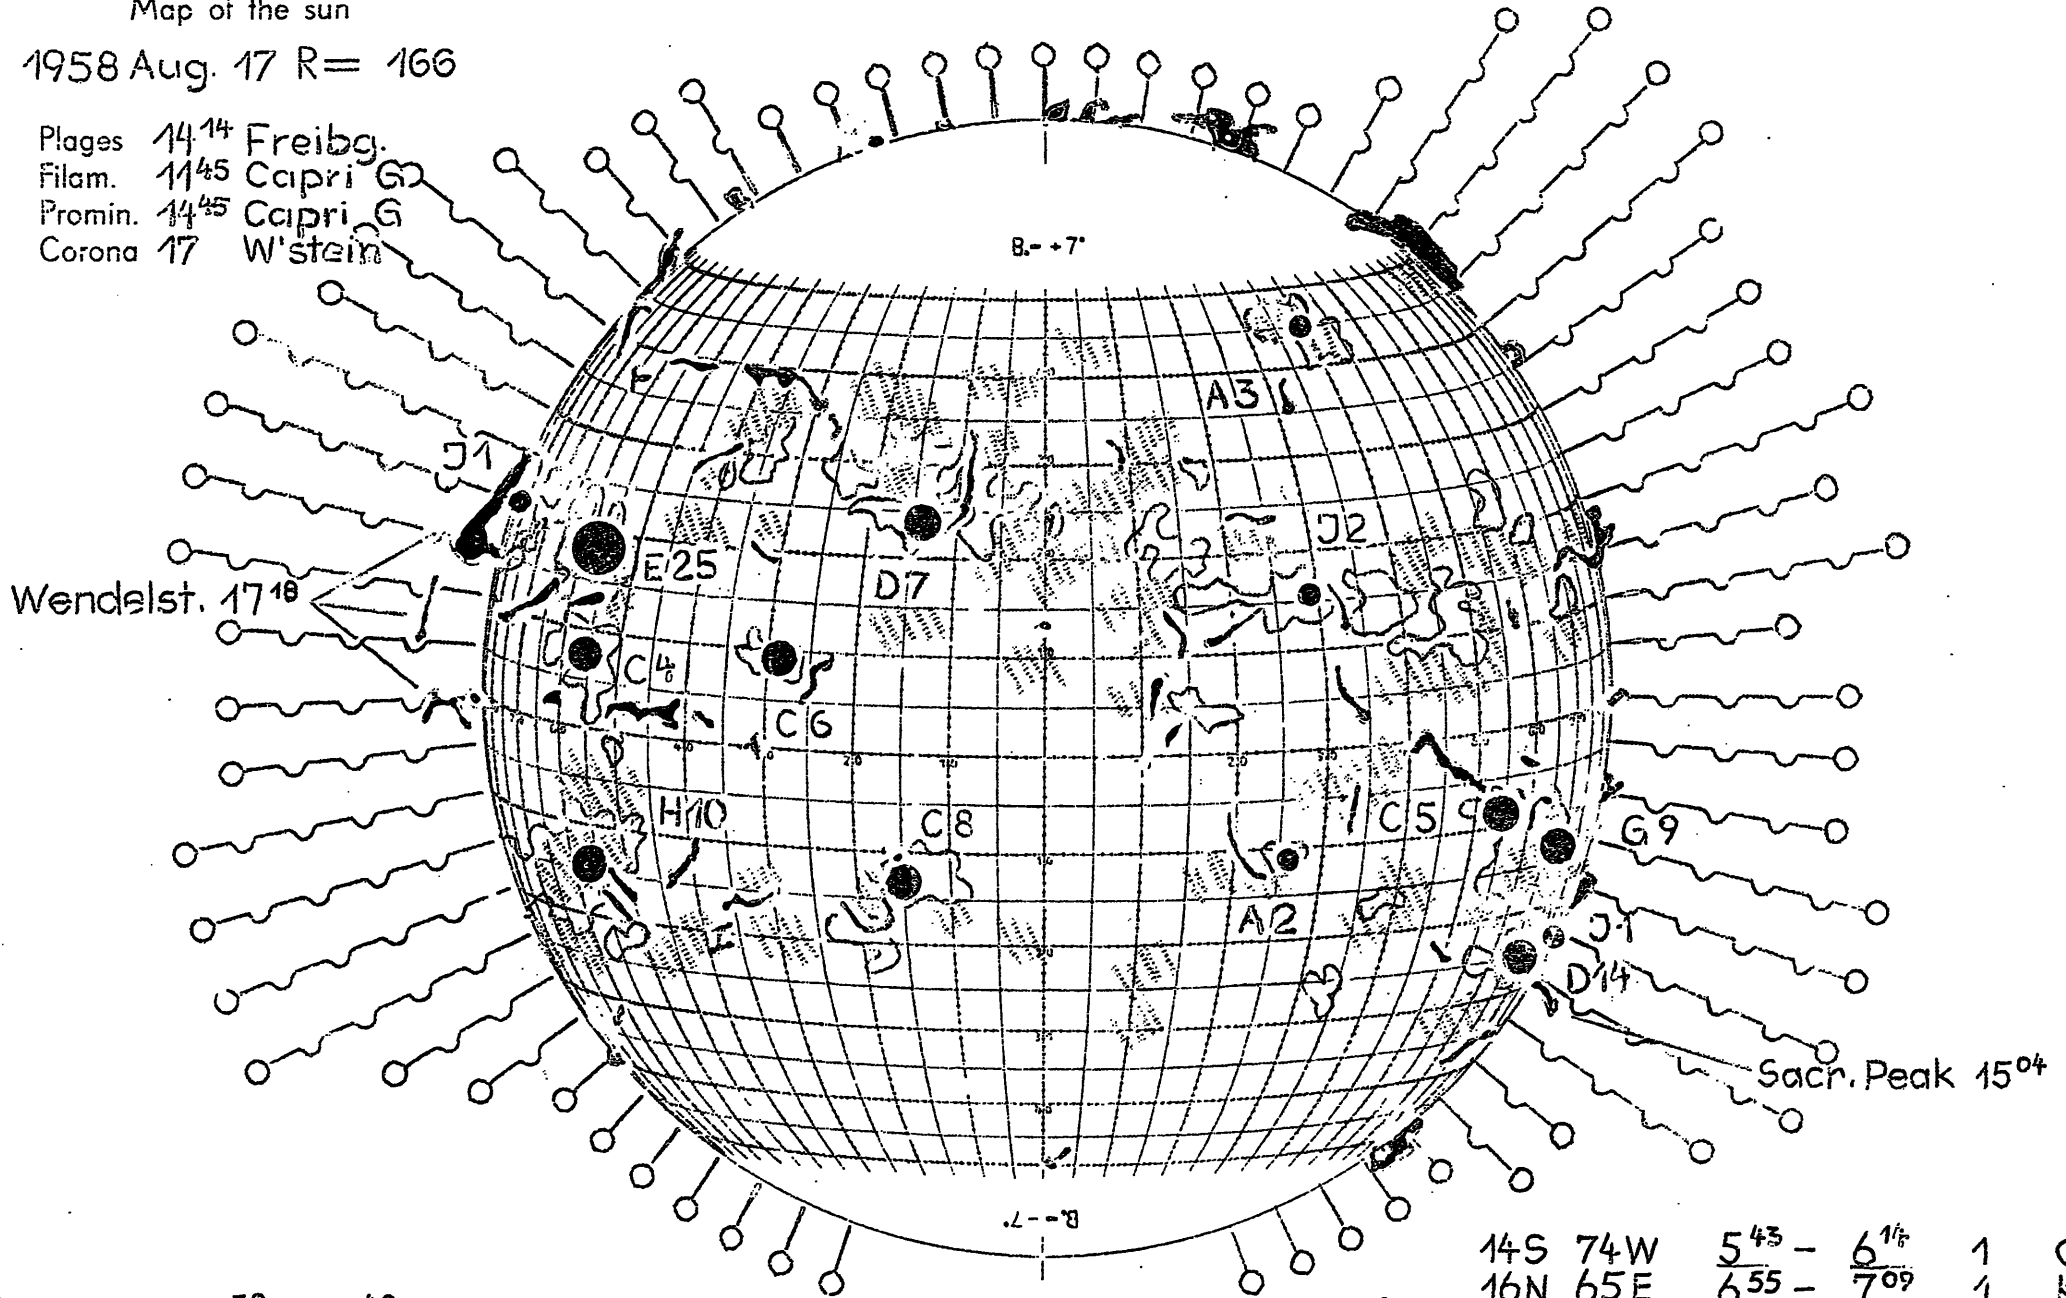 Map of the sun
1958 Aug. 17 R= 166
Plages 14¹⁴ Freibg.
Filam. 11⁴⁵ Capri G
Promin. 14⁴⁵ Capri G
Corona 17 W'stein
B.= +7°
A3
J1
J2
E25
D7
Wendelst. 17¹⁸
C4
C6
H10
C8
C5
G9
A2
J1
D14
Sacr. Peak 15⁰⁴
B.= -7°
14S 74W 5⁴³ – 6¹⁴ 1
16N 65E 6⁵⁵ – 7⁰⁹ 1